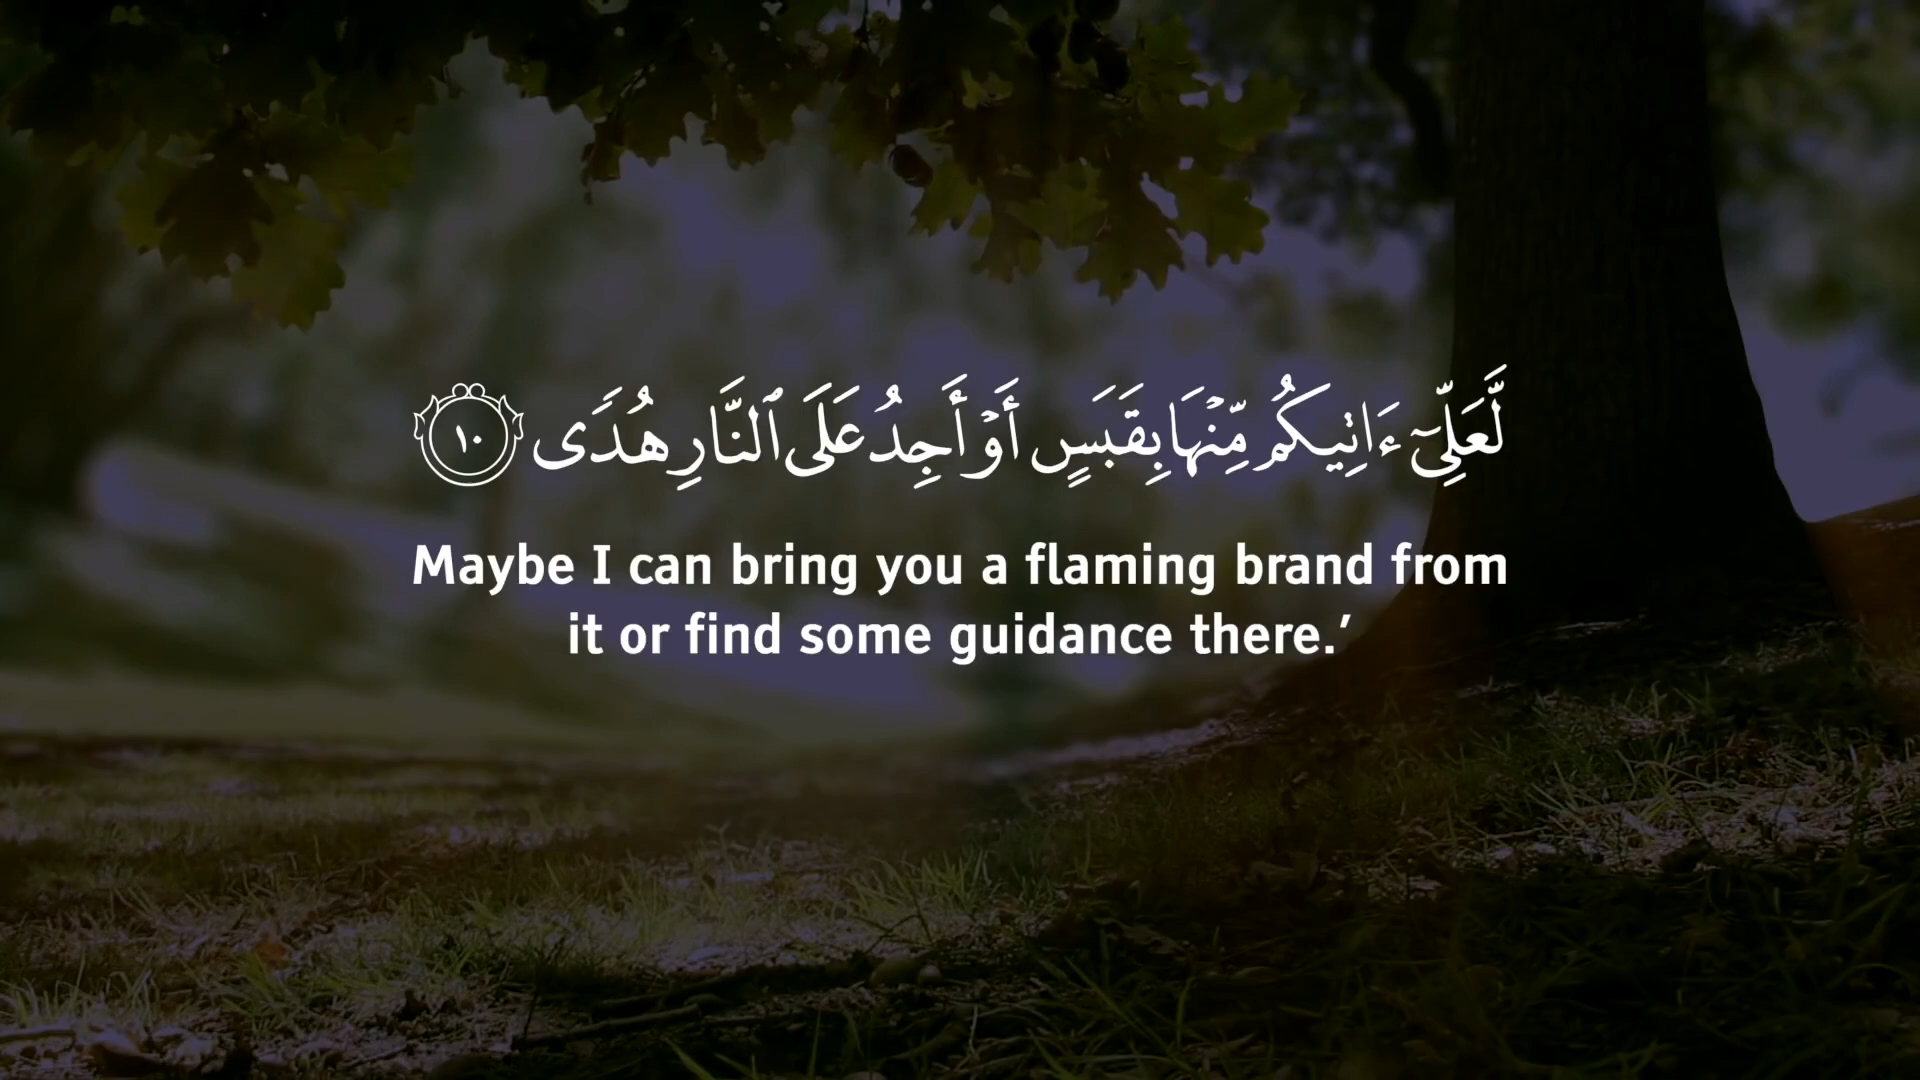 لَّعَلِّىٓ ءَاتِيكُم مِّنْهَا بِقَبَسٍ أَوْ أَجِدُ عَلَى ٱلنَّارِ هُدًى ١٠
Maybe I can bring you a flaming brand from
it or find some guidance there.’